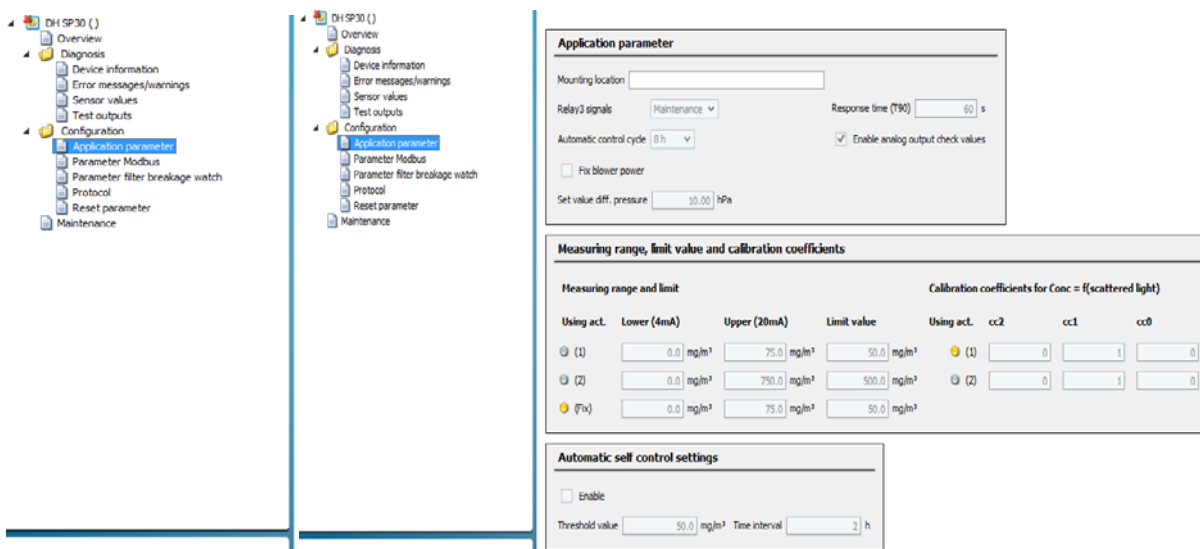 DH SP30 ( )
Overview
Diagnosis
Device information
Error messages/warnings
Sensor values
Test outputs
Configuration
Application parameter
Parameter Modbus
Parameter filter breakage watch
Protocol
Reset parameter
Maintenance
DH SP30 ( )
Overview
Diagnosis
Device information
Error messages/warnings
Sensor values
Test outputs
Configuration
Application parameter
Parameter Modbus
Parameter filter breakage watch
Protocol
Reset parameter
Maintenance
Application parameter
Mounting location
Relay3 signals Maintenance Response time (T90) 60 s
Automatic control cycle 8 h Enable analog output check values
Fix blower power
Set value diff. pressure 10.00 hPa
Measuring range, limit value and calibration coefficients
Measuring range and limit Calibration coefficients for Conc = f(scattered light)
Using act. Lower (4mA) Upper (20mA) Limit value Using act. cc2 cc1 cc0
(1) 0.0 mg/m³ 75.0 mg/m³ 50.0 mg/m³ (1) 0 1 0
(2) 0.0 mg/m³ 750.0 mg/m³ 500.0 mg/m³ (2) 0 1 0
(Fix) 0.0 mg/m³ 75.0 mg/m³ 50.0 mg/m³
Automatic self control settings
Enable
Threshold value 50.0 mg/m³ Time interval 2 h